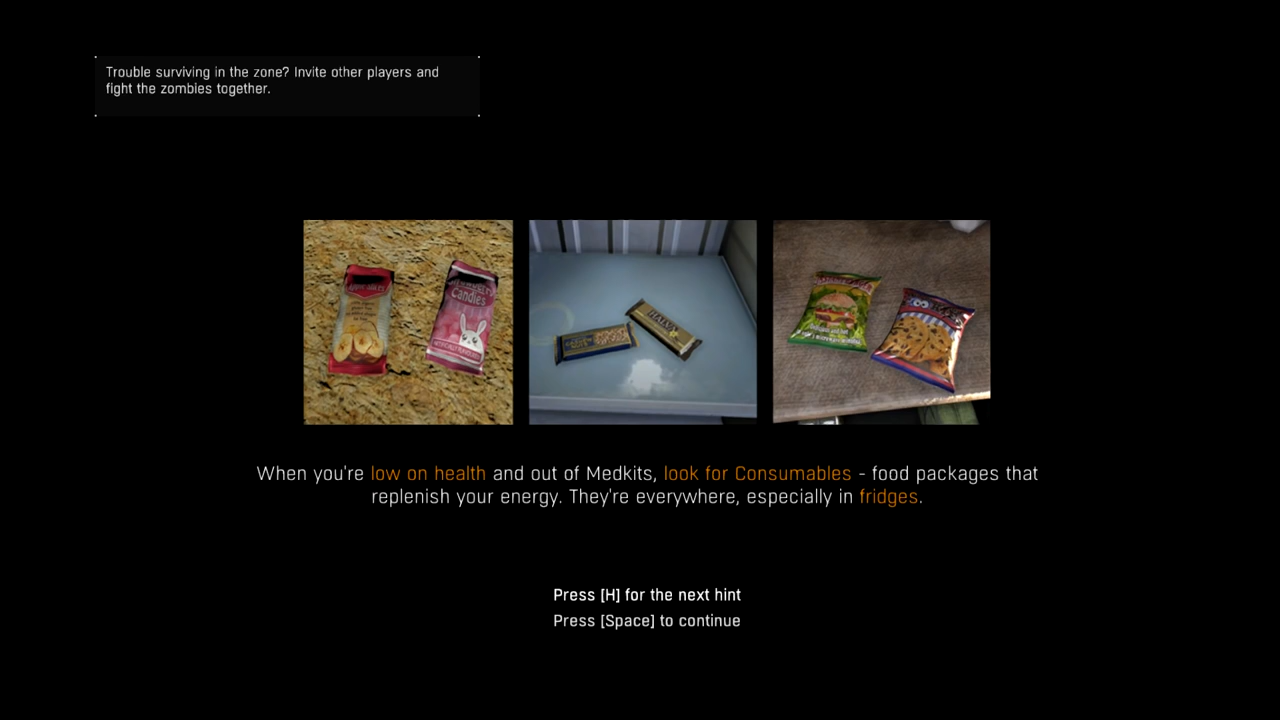 Trouble surviving in the zone? Invite other players and
fight the zombies together.
Candies
HALVA
When you're low on health and out of Medkits, look for Consumables - food packages that
replenish your energy. They're everywhere, especially in fridges.
Press [H] for the next hint
Press [Space] to continue